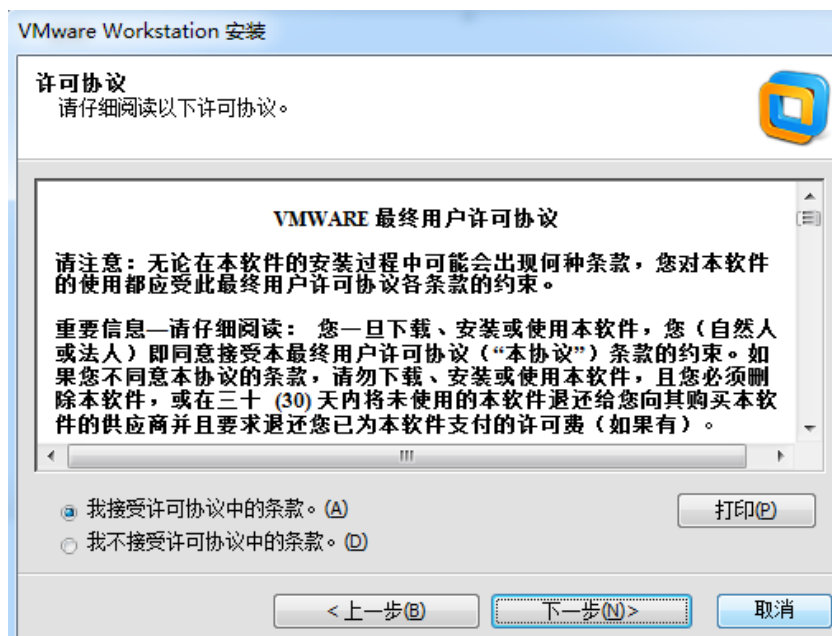 VMware Workstation 安装
许可协议
请仔细阅读以下许可协议。
VMWARE 最终用户许可协议
请注意：无论在本软件的安装过程中可能会出现何种条款，您对本软件
的使用都应受此最终用户许可协议各条款的约束。
重要信息—请仔细阅读： 您一旦下载、安装或使用本软件，您（自然人
或法人）即同意接受本最终用户许可协议（“本协议”）条款的约束。如
果您不同意本协议的条款，请勿下载、安装或使用本软件，且您必须删
除本软件，或在三十 (30) 天内将未使用的本软件退还给您向其购买本软
件的供应商并且要求退还您已为本软件支付的许可费（如果有）。
我接受许可协议中的条款。(A)
打印(P)
我不接受许可协议中的条款。(D)
<上一步(B)
下一步(N)>
取消